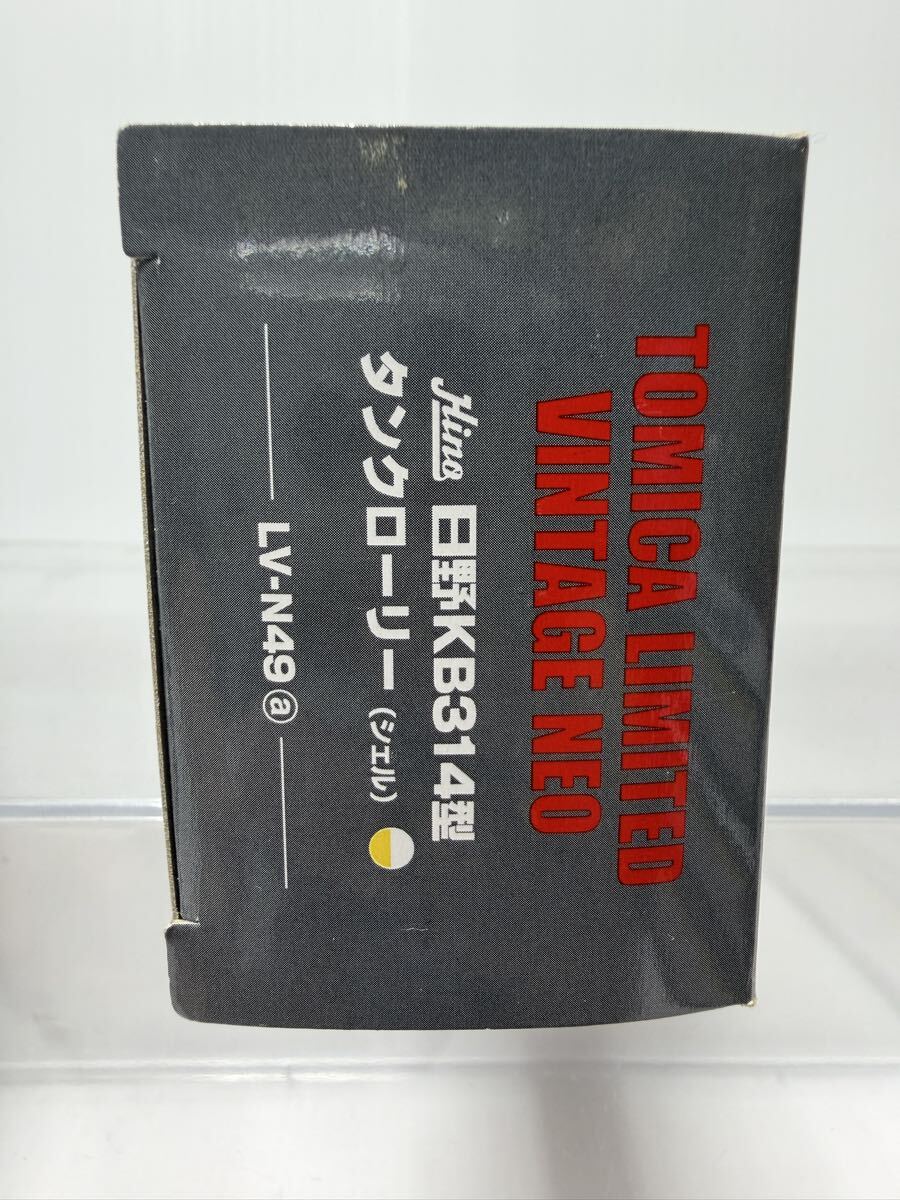 TOMICA LIMITED
VINTAGE NEO
Hino 日野KB314型
タンクローリー（シェル）
LV-N49ⓐ